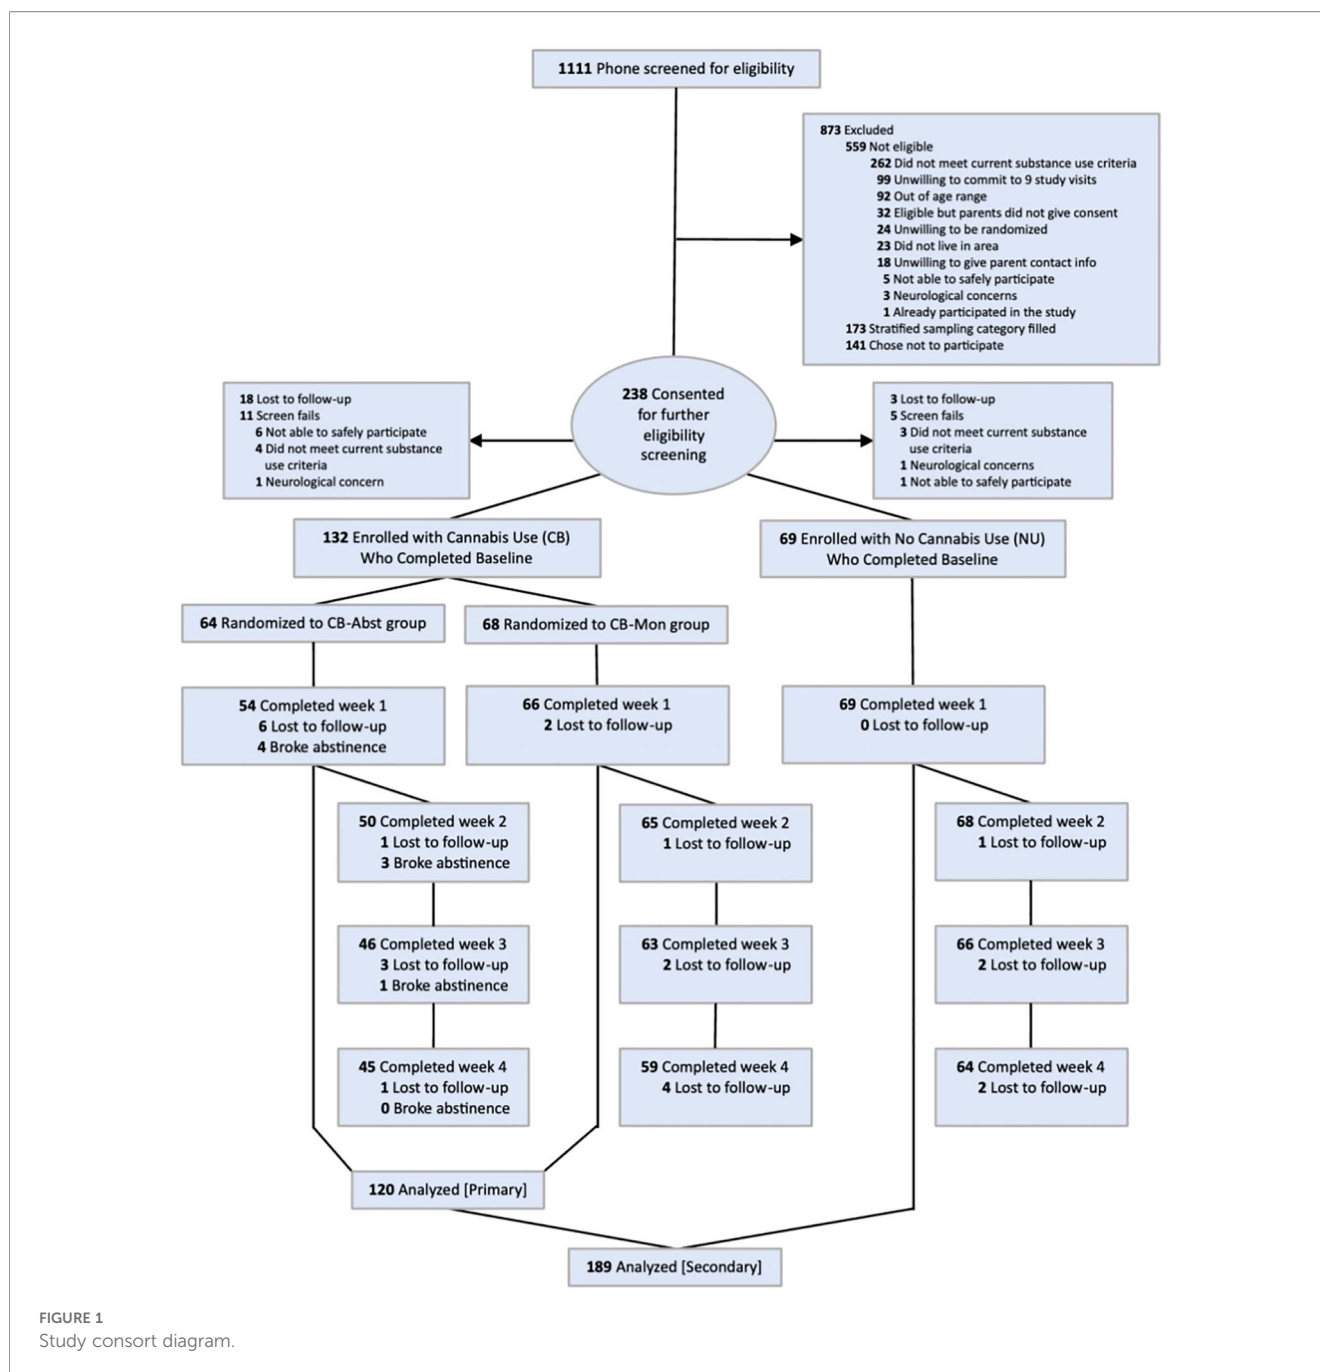 1111 Phone screened for eligibility
873 Excluded
559 Not eligible
262 Did not meet current substance use criteria
99 Unwilling to commit to 9 study visits
92 Out of age range
32 Eligible but parents did not give consent
24 Unwilling to be randomized
23 Did not live in area
18 Unwilling to give parent contact info
5 Not able to safely participate
3 Neurological concerns
1 Already participated in the study
173 Stratified sampling category filled
141 Chose not to participate
238 Consented
for further
eligibility
screening
18 Lost to follow-up
11 Screen fails
6 Not able to safely participate
4 Did not meet current substance
use criteria
1 Neurological concern
3 Lost to follow-up
5 Screen fails
3 Did not meet current substance
use criteria
1 Neurological concerns
1 Not able to safely participate
132 Enrolled with Cannabis Use (CB)
Who Completed Baseline
69 Enrolled with No Cannabis Use (NU)
Who Completed Baseline
64 Randomized to CB-Abst group
68 Randomized to CB-Mon group
54 Completed week 1
6 Lost to follow-up
4 Broke abstinence
66 Completed week 1
2 Lost to follow-up
69 Completed week 1
0 Lost to follow-up
50 Completed week 2
1 Lost to follow-up
3 Broke abstinence
65 Completed week 2
1 Lost to follow-up
68 Completed week 2
1 Lost to follow-up
46 Completed week 3
3 Lost to follow-up
1 Broke abstinence
63 Completed week 3
2 Lost to follow-up
66 Completed week 3
2 Lost to follow-up
45 Completed week 4
1 Lost to follow-up
0 Broke abstinence
59 Completed week 4
4 Lost to follow-up
64 Completed week 4
2 Lost to follow-up
120 Analyzed [Primary]
189 Analyzed [Secondary]
FIGURE 1
Study consort diagram.